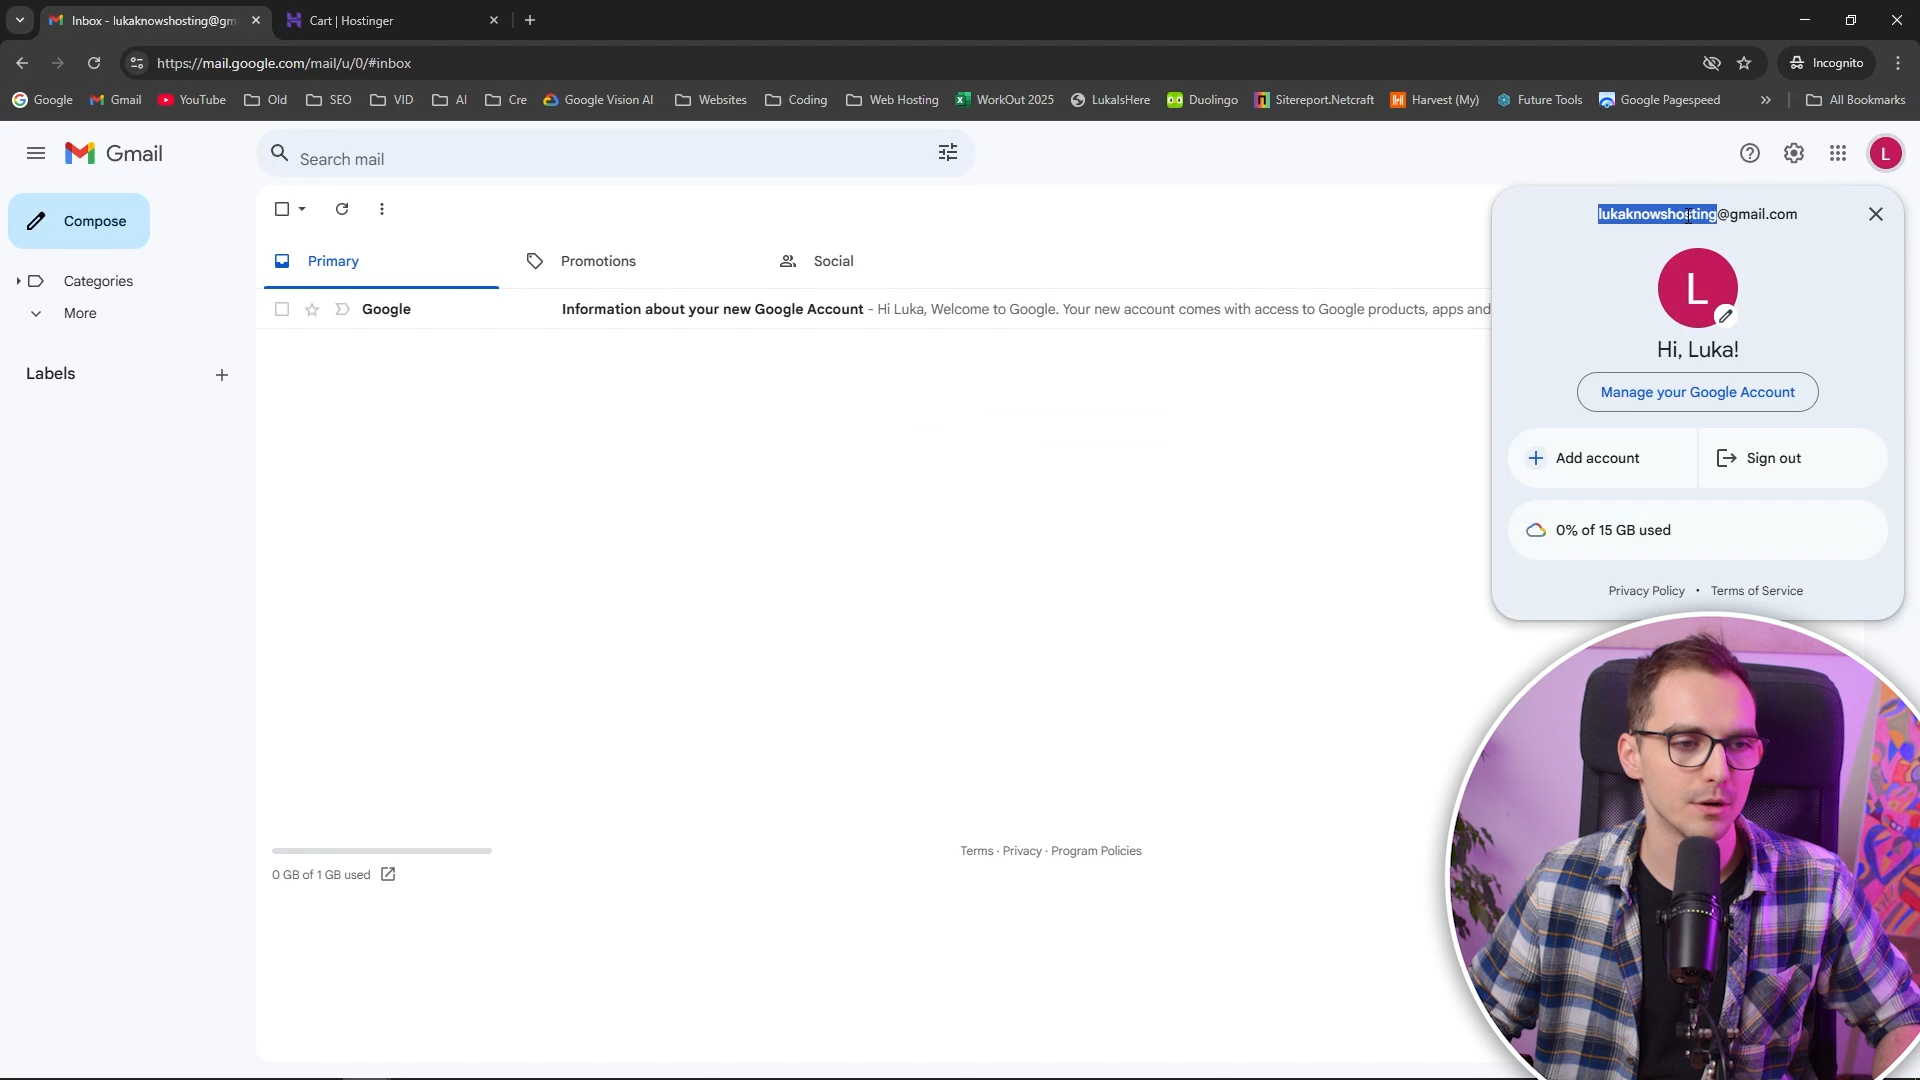 Inbox - lukaknowshosting@gm
Cart | Hostinger
https://mail.google.com/mail/u/0/#inbox
Incognito
Google
Gmail
YouTube
Old
SEO
VID
AI
Cre
Google Vision AI
Websites
Coding
Web Hosting
WorkOut 2025
LukaIsHere
Duolingo
Sitereport.Netcraft
Harvest (My)
Future Tools
Google Pagespeed
All Bookmarks
Gmail
Search mail
L
Compose
lukaknowshosting@gmail.com
Primary
Promotions
Social
Categories
L
Google
Information about your new Google Account - Hi Luka, Welcome to Google. Your new account comes with access to Google products, apps and
More
Hi, Luka!
Labels
Manage your Google Account
Add account
Sign out
0% of 15 GB used
Privacy Policy • Terms of Service
Terms · Privacy · Program Policies
0 GB of 1 GB used